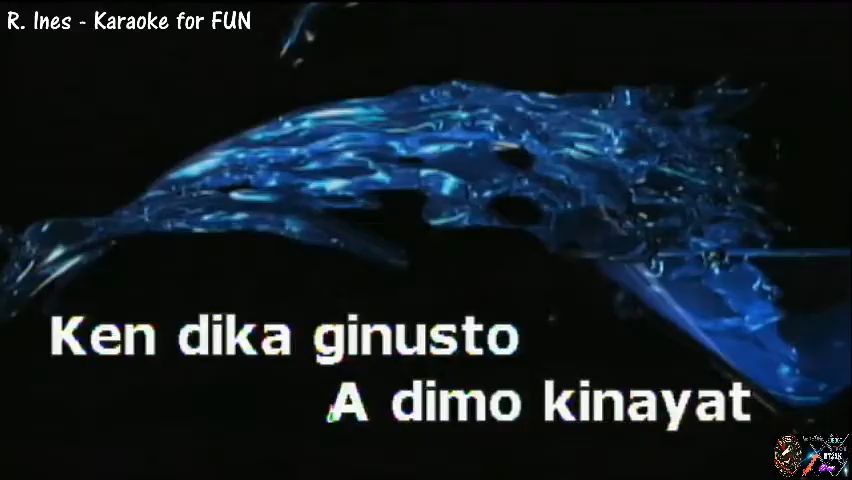 R. Ines - Karaoke for FUN
Ken dika ginusto
A dimo kinayat